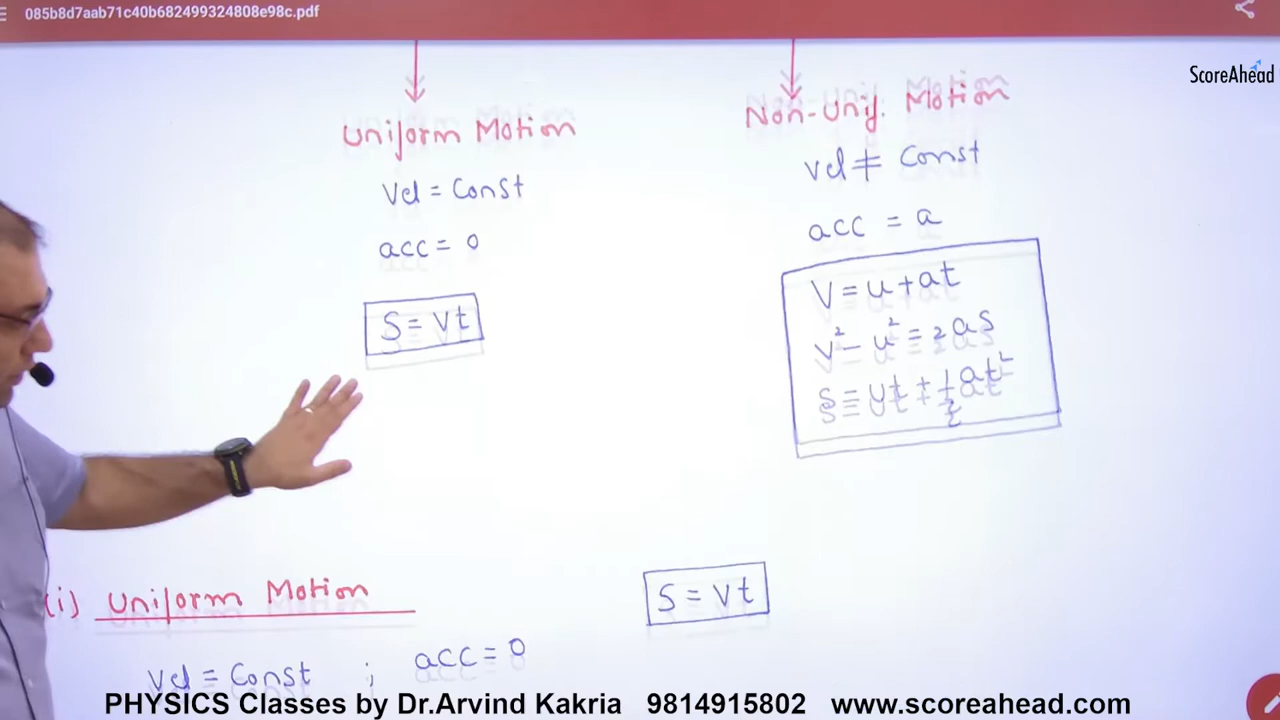 085b8d7aab71c40b682499324808e98c.pdf
ScoreAhead
Uniform Motion
Vel = Const
acc = 0
S = vt
Non-Unif. Motion
vel ≠ Const
acc = a
V = u + at
v² - u² = 2as
S = ut + ½at²
(i) Uniform Motion
S = vt
Vel = Const ; acc = 0
PHYSICS Classes by Dr.Arvind Kakria 9814915802 www.scoreahead.com